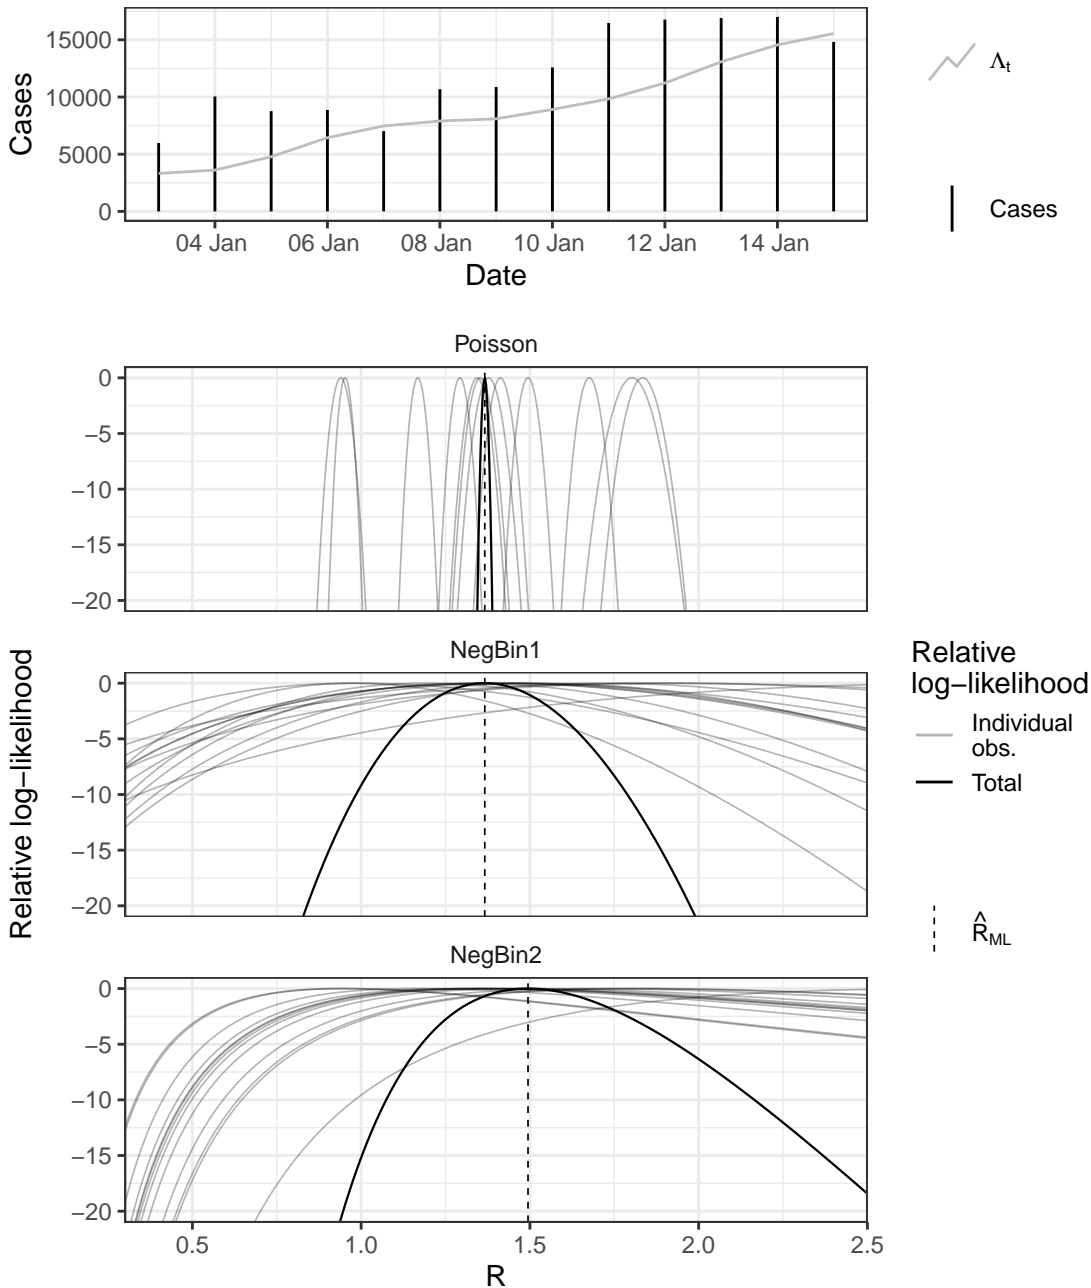 Cases
15000
10000
5000
0
04 Jan
06 Jan
08 Jan
10 Jan
12 Jan
14 Jan
Date
Λt
Cases
Poisson
0
−5
−10
−15
−20
NegBin1
0
−5
−10
−15
−20
NegBin2
0
−5
−10
−15
−20
0.5
1.0
1.5
2.0
2.5
R
Relative log−likelihood
Relative
log−likelihood
Individual
obs.
Total
R̂ML